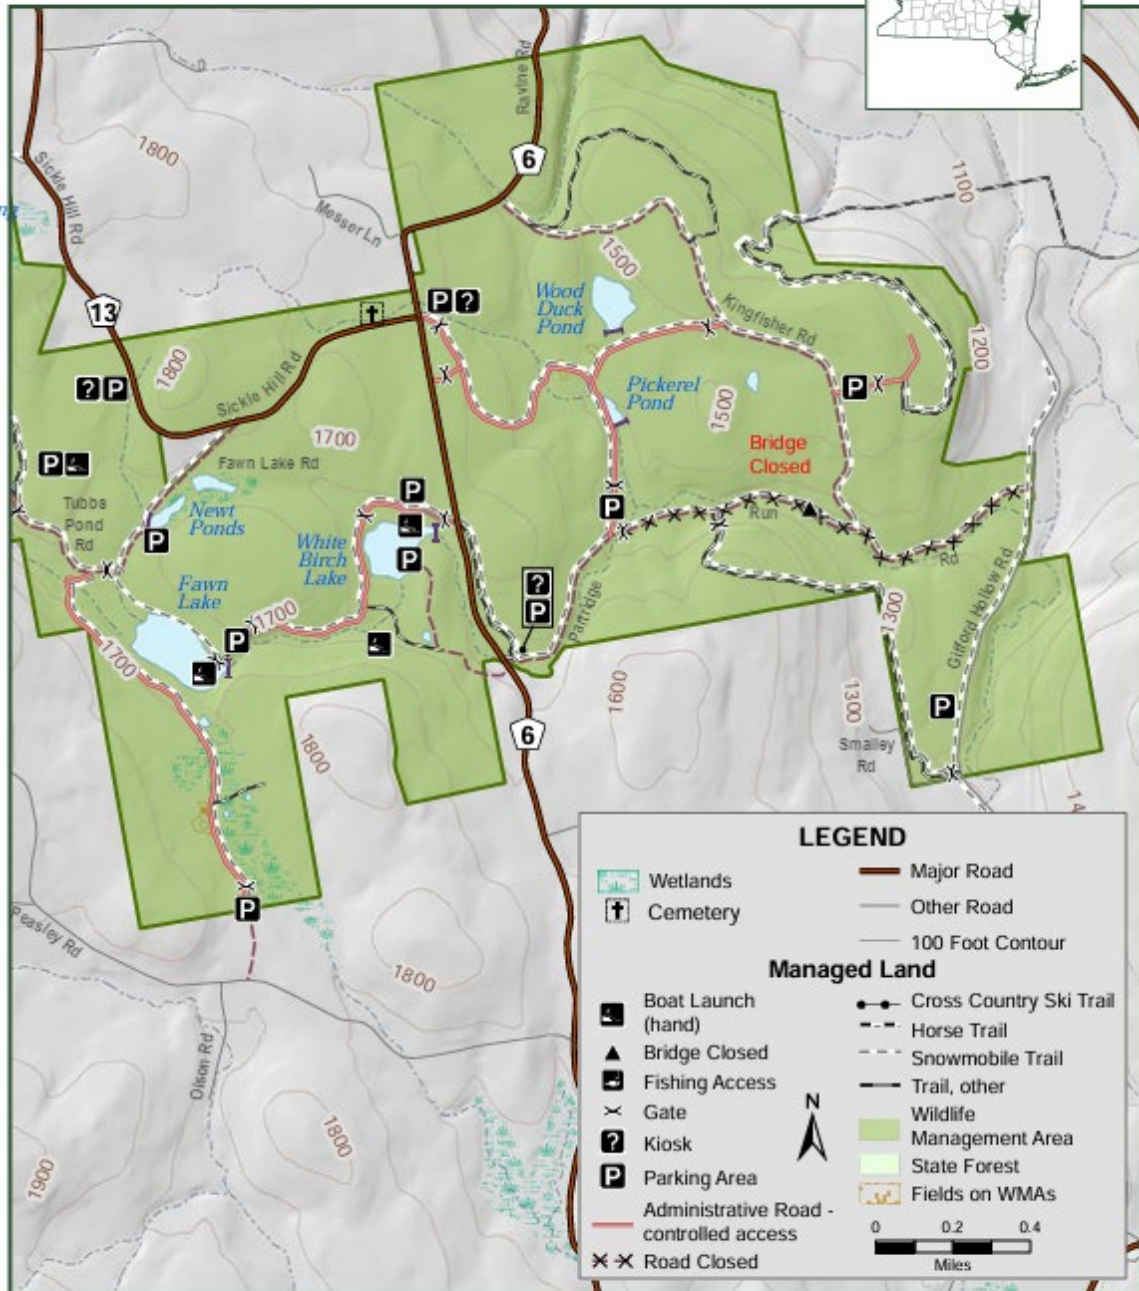 Ravine Rd
6
1800
1100
Sickle Hill Rd
Messer Ln
1500
Wood
Duck
Pond
Kingfisher Rd
13
P ?
1200
1800
? P
Sickle Hill Rd
Pickerel
Pond
1500
P
1700
Bridge
Closed
Fawn Lake Rd
P
P
Tubbs
Pond
Rd
Newt
Ponds
P
White
Birch
Lake
P
P
Run
Rd
Fawn
Lake
1700
P
?
P
Partridge
1300
Gifford Hollow Rd
1700
1600
1300
P
6
1800
Smalley
Rd
P
Peasley Rd
1800
Olson Rd
1800
1900
LEGEND
Wetlands
Cemetery
Major Road
Other Road
100 Foot Contour
Managed Land
Boat Launch
(hand)
Bridge Closed
Fishing Access
Gate
? Kiosk
P Parking Area
Administrative Road -
controlled access
Road Closed
N
Cross Country Ski Trail
Horse Trail
Snowmobile Trail
Trail, other
Wildlife
Management Area
State Forest
Fields on WMAs
0 0.2 0.4
Miles